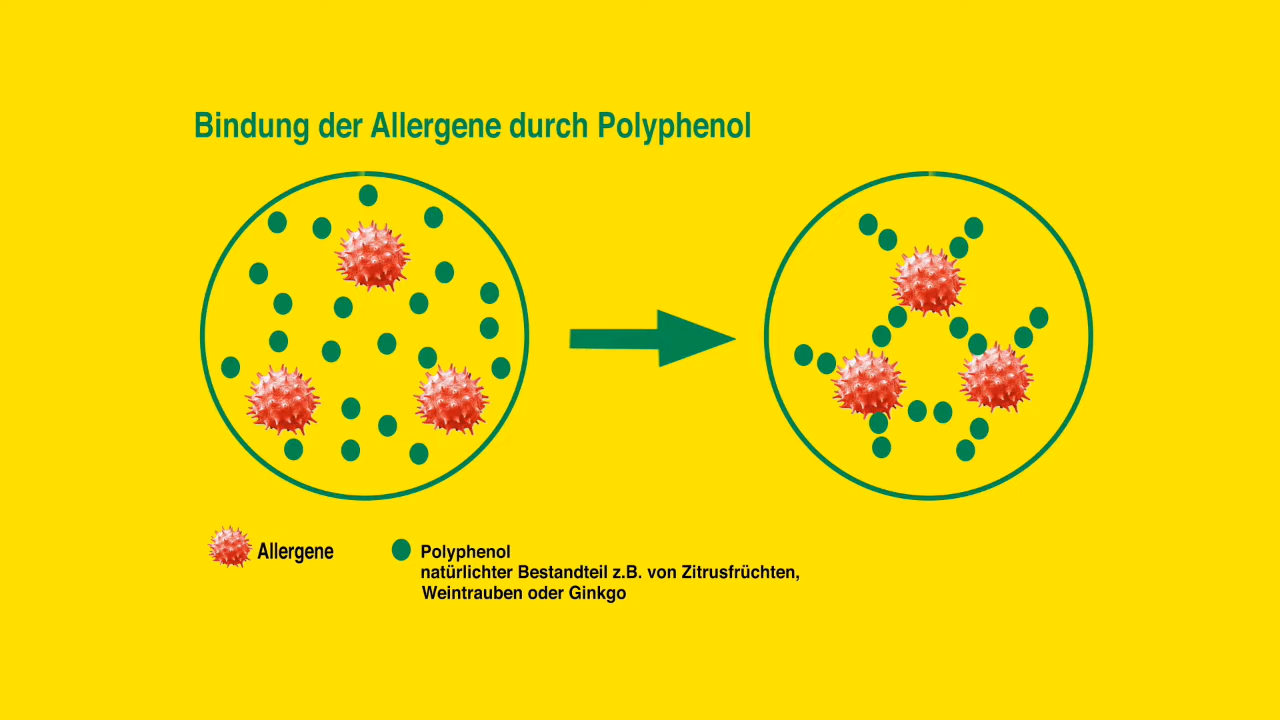 Bindung der Allergene durch Polyphenol
Allergene
Polyphenol
natürlichter Bestandteil z.B. von Zitrusfrüchten,
Weintrauben oder Ginkgo